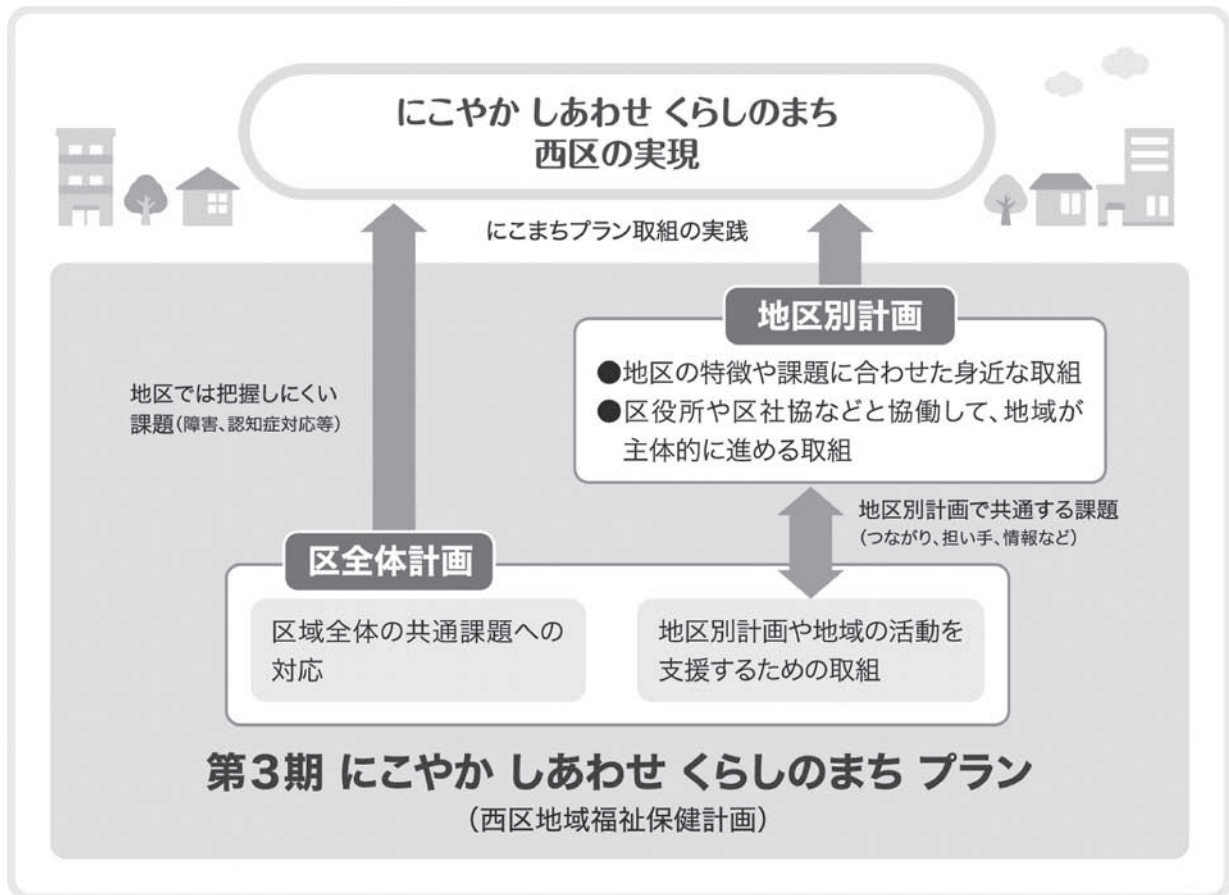 にこやか しあわせ くらしのまち
西区の実現
にこまちプラン取組の実践
地区別計画
●地区の特徴や課題に合わせた身近な取組
●区役所や区社協などと協働して、地域が
主体的に進める取組
地区では把握しにくい
課題(障害、認知症対応等)
地区別計画で共通する課題
(つながり、担い手、情報など)
区全体計画
区域全体の共通課題への
対応
地区別計画や地域の活動を
支援するための取組
第3期 にこやか しあわせ くらしのまち プラン
(西区地域福祉保健計画)